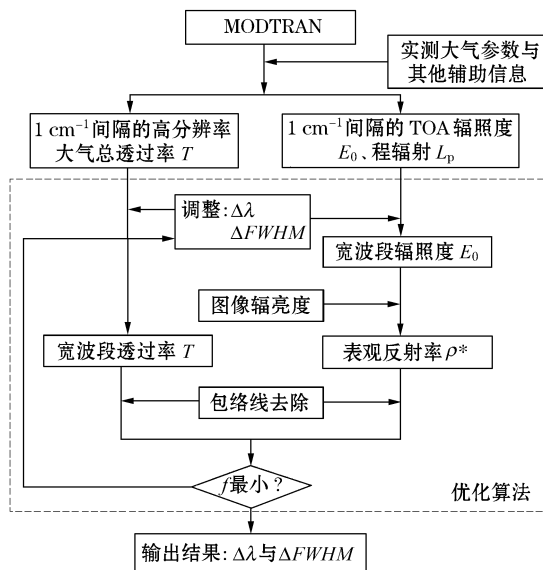 MODTRAN
实测大气参数与
其他辅助信息
1 cm⁻¹间隔的高分辨率
大气总透过率 T
1 cm⁻¹间隔的 TOA 辐照度
E₀、程辐射 Lₚ
调整:Δλ
ΔFWHM
宽波段辐照度 E₀
图像辐亮度
宽波段透过率 T
表观反射率 ρ*
包络线去除
f最小?
优化算法
输出结果: Δλ与ΔFWHM